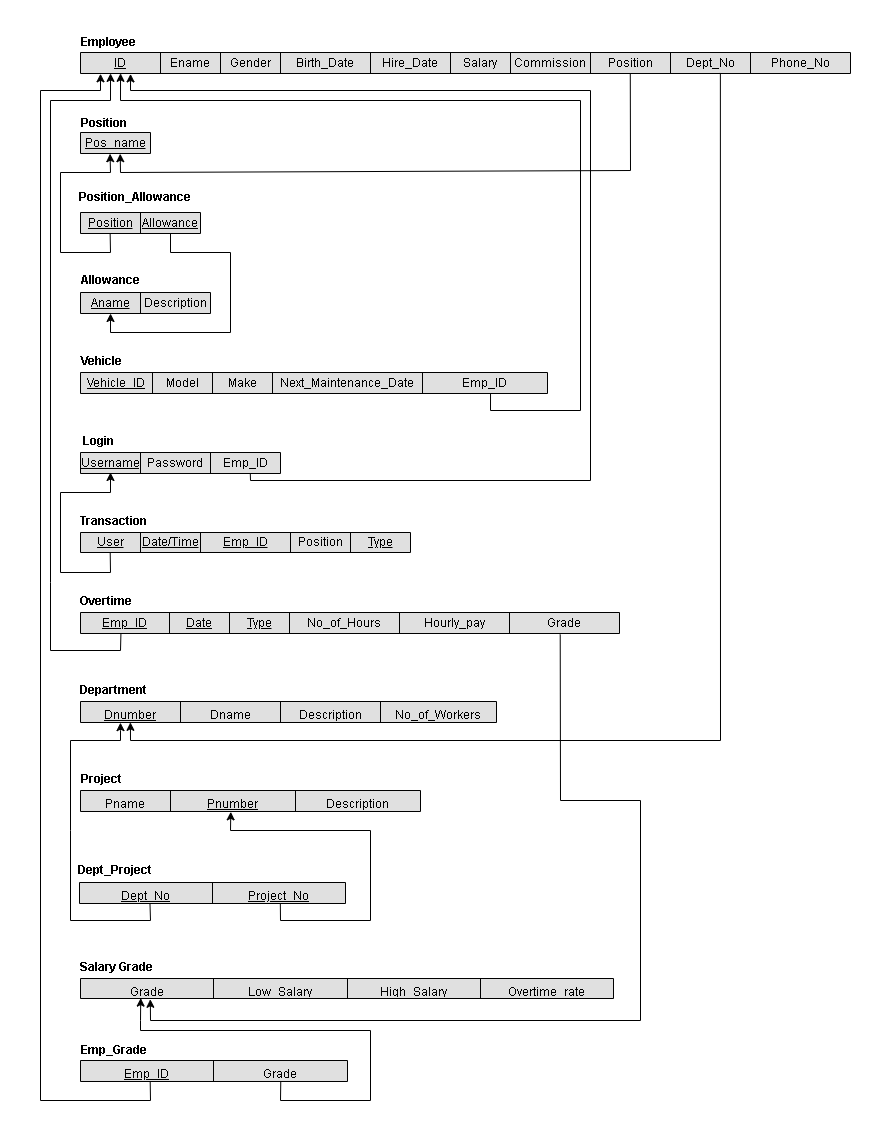 Employee
ID Ename Gender Birth_Date Hire_Date Salary Commission Position Dept_No Phone_No
Position
Pos_name
Position_Allowance
Position Allowance
Allowance
Aname Description
Vehicle
Vehicle_ID Model Make Next_Maintenance_Date Emp_ID
Login
Username Password Emp_ID
Transaction
User Date/Time Emp_ID Position Type
Overtime
Emp_ID Date Type No_of_Hours Hourly_pay Grade
Department
Dnumber Dname Description No_of_Workers
Project
Pname Pnumber Description
Dept_Project
Dept_No Project_No
Salary Grade
Grade Low_Salary High_Salary Overtime_rate
Emp_Grade
Emp_ID Grade